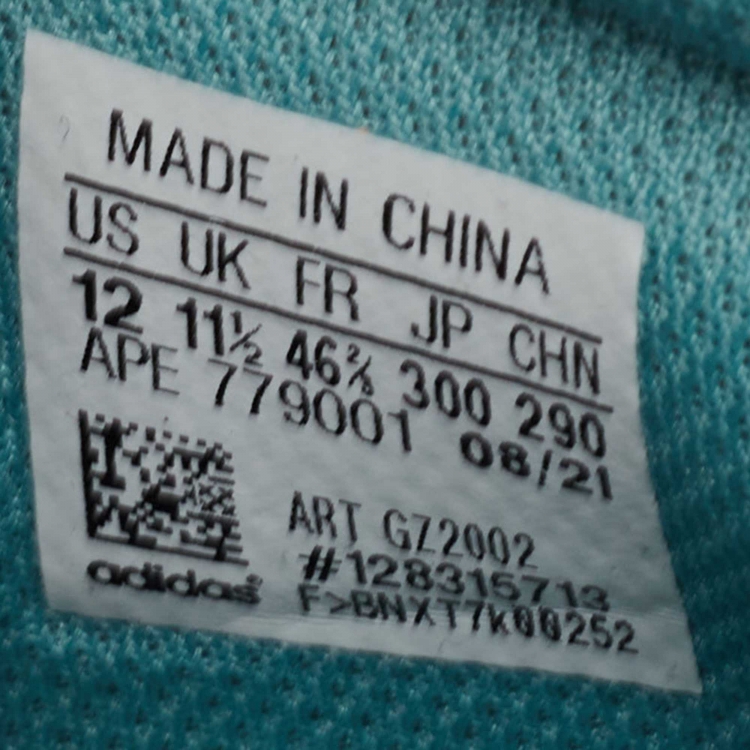 MADE IN CHINA
US UK FR JP CHN
12 11½ 46⅔ 300 290
APE 779001 08/21
ART GZ2002
#128315713
F>BNXT7k00252
adidas